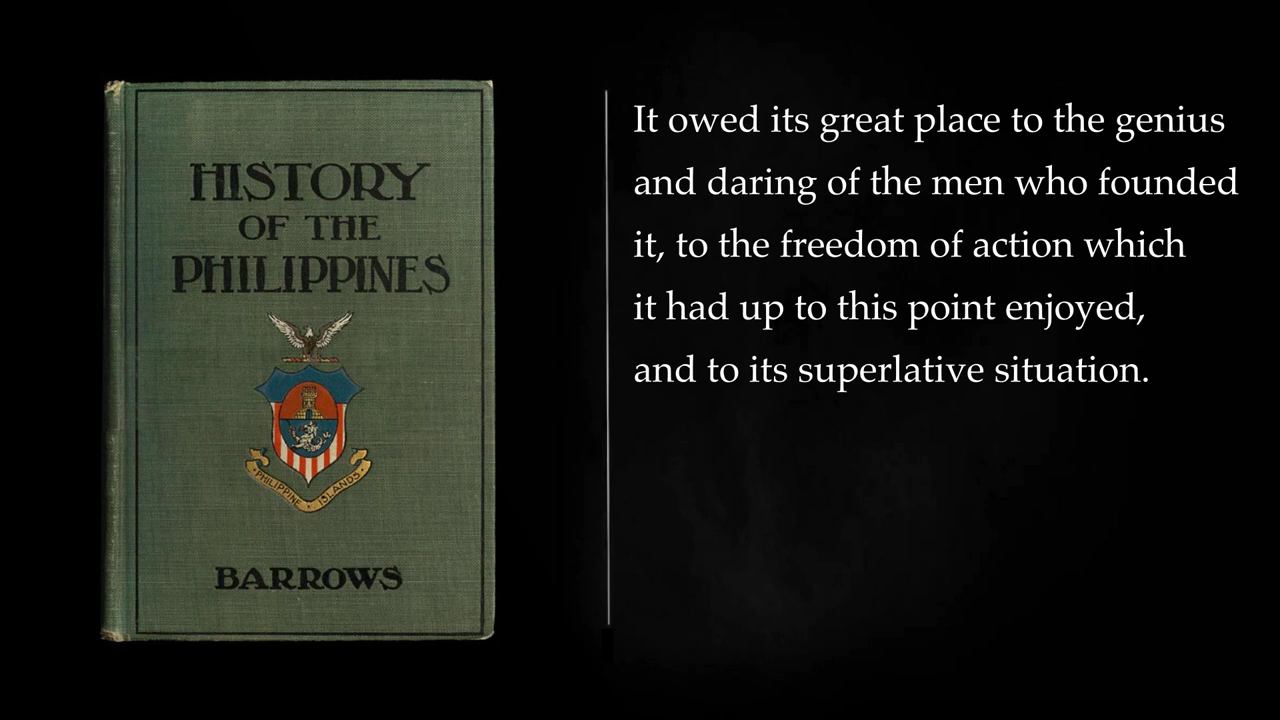 HISTORY
OF THE
PHILIPPINES
PHILIPPINE ISLANDS
BARROWS
It owed its great place to the genius
and daring of the men who founded
it, to the freedom of action which
it had up to this point enjoyed,
and to its superlative situation.